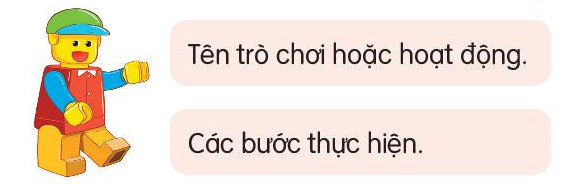 Tên trò chơi hoặc hoạt động.
Các bước thực hiện.